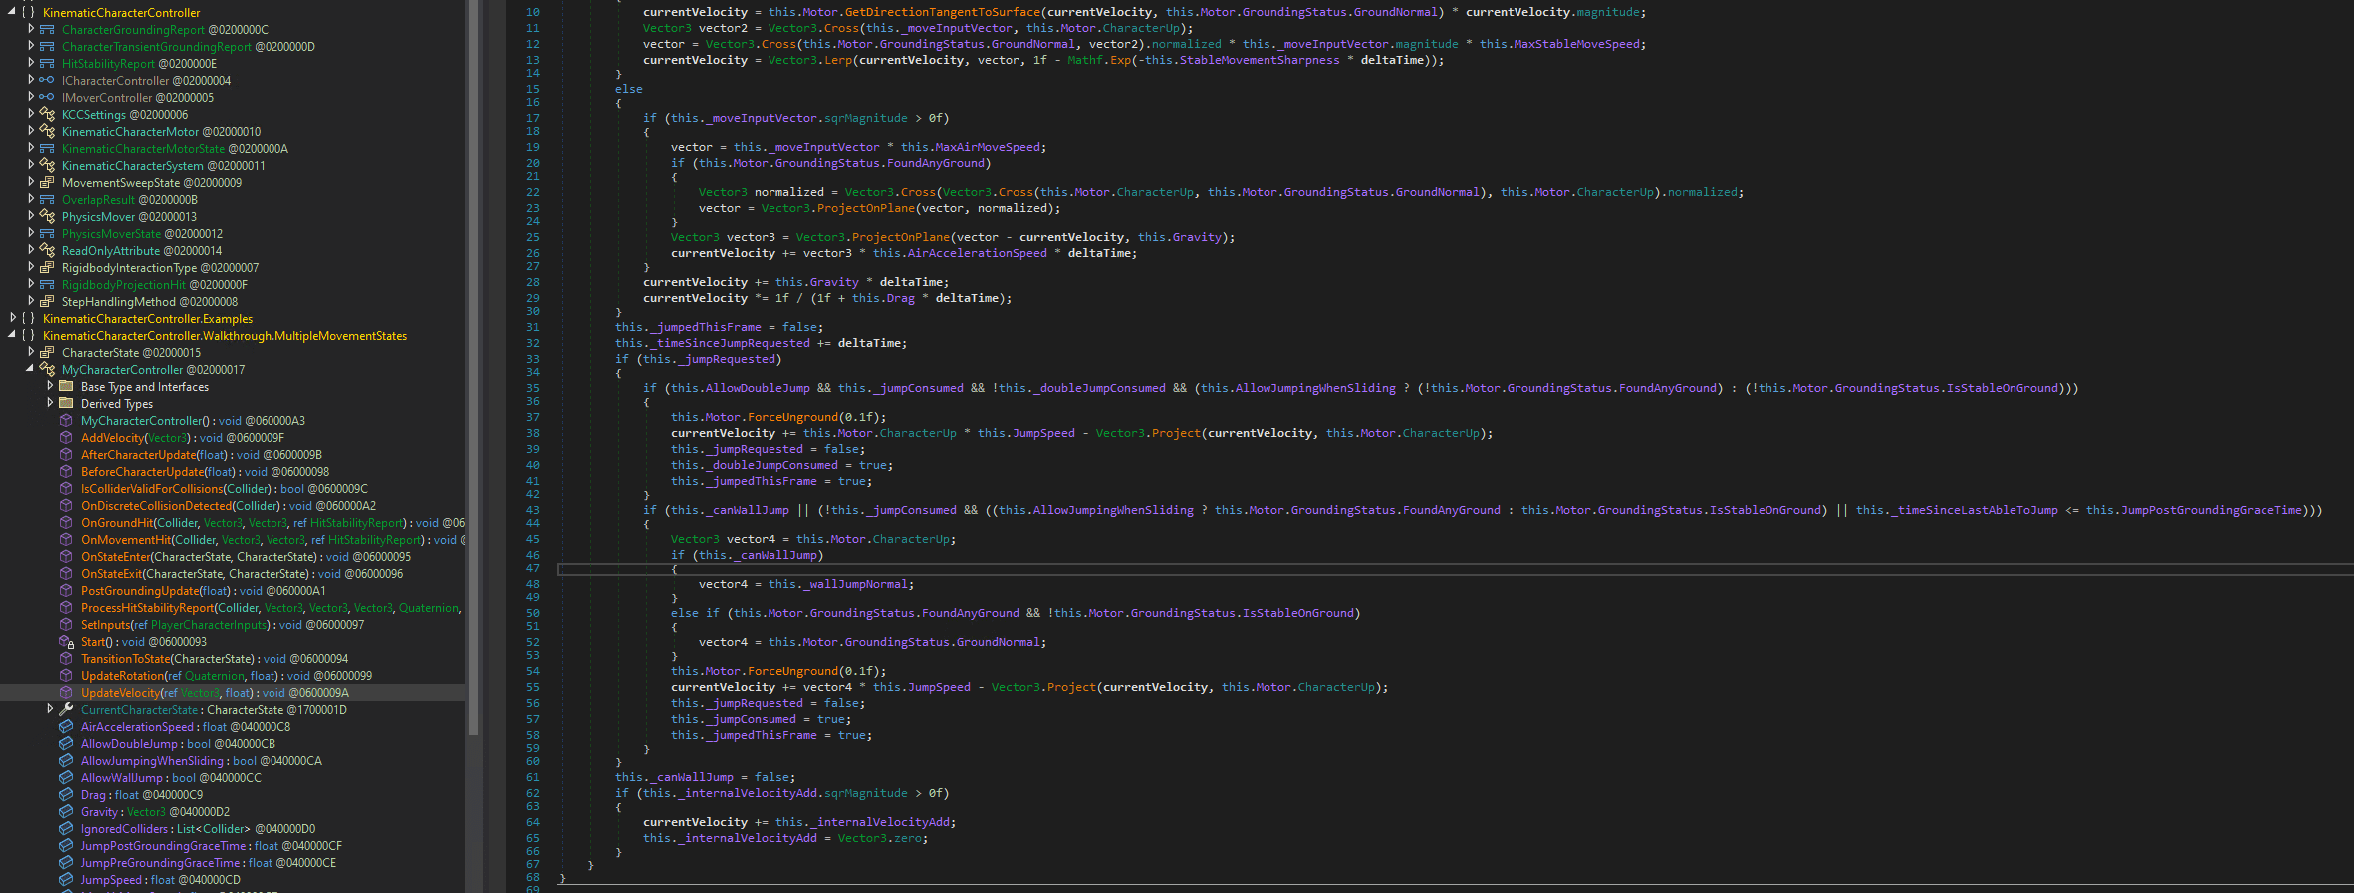 KinematicCharacterController
CharacterGroundingReport @0200000C
CharacterTransientGroundingReport @0200000D
HitStabilityReport @0200000E
ICharacterController @02000004
IMoverController @02000005
KCCSettings @02000006
KinematicCharacterMotor @02000010
KinematicCharacterMotorState @0200000A
KinematicCharacterSystem @02000011
MovementSweepState @02000009
OverlapResult @0200000B
PhysicsMover @02000013
PhysicsMoverState @02000012
ReadOnlyAttribute @02000014
RigidbodyInteractionType @02000007
RigidbodyProjectionHit @0200000F
StepHandlingMethod @02000008
KinematicCharacterController.Examples
KinematicCharacterController.Walkthrough.MultipleMovementStates
CharacterState @02000015
MyCharacterController @02000017
Base Type and Interfaces
Derived Types
MyCharacterController() : void @060000A3
AddVelocity(Vector3) : void @0600009F
AfterCharacterUpdate(float) : void @0600009B
BeforeCharacterUpdate(float) : void @06000098
IsColliderValidForCollisions(Collider) : bool @0600009C
OnDiscreteCollisionDetected(Collider) : void @060000A2
OnGroundHit(Collider, Vector3, Vector3, ref HitStabilityReport) : void @06
OnMovementHit(Collider, Vector3, Vector3, ref HitStabilityReport) : void @
OnStateEnter(CharacterState, CharacterState) : void @06000095
OnStateExit(CharacterState, CharacterState) : void @06000096
PostGroundingUpdate(float) : void @060000A1
ProcessHitStabilityReport(Collider, Vector3, Vector3, Vector3, Quaternion,
SetInputs(ref PlayerCharacterInputs) : void @06000097
Start() : void @06000093
TransitionToState(CharacterState) : void @06000094
UpdateRotation(ref Quaternion, float) : void @06000099
UpdateVelocity(ref Vector3, float) : void @0600009A
CurrentCharacterState : CharacterState @1700001D
AirAccelerationSpeed : float @040000C8
AllowDoubleJump : bool @040000CB
AllowJumpingWhenSliding : bool @040000CA
AllowWallJump : bool @040000CC
Drag : float @040000C9
Gravity : Vector3 @040000D2
IgnoredColliders : List<Collider> @040000D0
JumpPostGroundingGraceTime : float @040000CF
JumpPreGroundingGraceTime : float @040000CE
JumpSpeed : float @040000CD
10 currentVelocity = this.Motor.GetDirectionTangentToSurface(currentVelocity, this.Motor.GroundingStatus.GroundNormal) * currentVelocity.magnitude;
11 Vector3 vector2 = Vector3.Cross(this._moveInputVector, this.Motor.CharacterUp);
12 vector = Vector3.Cross(this.Motor.GroundingStatus.GroundNormal, vector2).normalized * this._moveInputVector.magnitude * this.MaxStableMoveSpeed;
13 currentVelocity = Vector3.Lerp(currentVelocity, vector, 1f - Mathf.Exp(-this.StableMovementSharpness * deltaTime));
14 }
15 else
16 {
17 if (this._moveInputVector.sqrMagnitude > 0f)
18 {
19 vector = this._moveInputVector * this.MaxAirMoveSpeed;
20 if (this.Motor.GroundingStatus.FoundAnyGround)
21 {
22 Vector3 normalized = Vector3.Cross(Vector3.Cross(this.Motor.CharacterUp, this.Motor.GroundingStatus.GroundNormal), this.Motor.CharacterUp).normalized;
23 vector = Vector3.ProjectOnPlane(vector, normalized);
24 }
25 Vector3 vector3 = Vector3.ProjectOnPlane(vector - currentVelocity, this.Gravity);
26 currentVelocity += vector3 * this.AirAccelerationSpeed * deltaTime;
27 }
28 currentVelocity += this.Gravity * deltaTime;
29 currentVelocity *= 1f / (1f + this.Drag * deltaTime);
30 }
31 this._jumpedThisFrame = false;
32 this._timeSinceJumpRequested += deltaTime;
33 if (this._jumpRequested)
34 {
35 if (this.AllowDoubleJump && this._jumpConsumed && !this._doubleJumpConsumed && (this.AllowJumpingWhenSliding ? (!this.Motor.GroundingStatus.FoundAnyGround) : (!this.Motor.GroundingStatus.IsStableOnGround)))
36 {
37 this.Motor.ForceUnground(0.1f);
38 currentVelocity += this.Motor.CharacterUp * this.JumpSpeed - Vector3.Project(currentVelocity, this.Motor.CharacterUp);
39 this._jumpRequested = false;
40 this._doubleJumpConsumed = true;
41 this._jumpedThisFrame = true;
42 }
43 if (this._canWallJump || (!this._jumpConsumed && ((this.AllowJumpingWhenSliding ? this.Motor.GroundingStatus.FoundAnyGround : this.Motor.GroundingStatus.IsStableOnGround) || this._timeSinceLastAbleToJump <= this.JumpPostGroundingGraceTime)))
44 {
45 Vector3 vector4 = this.Motor.CharacterUp;
46 if (this._canWallJump)
47 {
48 vector4 = this._wallJumpNormal;
49 }
50 else if (this.Motor.GroundingStatus.FoundAnyGround && !this.Motor.GroundingStatus.IsStableOnGround)
51 {
52 vector4 = this.Motor.GroundingStatus.GroundNormal;
53 }
54 this.Motor.ForceUnground(0.1f);
55 currentVelocity += vector4 * this.JumpSpeed - Vector3.Project(currentVelocity, this.Motor.CharacterUp);
56 this._jumpRequested = false;
57 this._jumpConsumed = true;
58 this._jumpedThisFrame = true;
59 }
60 }
61 this._canWallJump = false;
62 if (this._internalVelocityAdd.sqrMagnitude > 0f)
63 {
64 currentVelocity += this._internalVelocityAdd;
65 this._internalVelocityAdd = Vector3.zero;
66 }
67 }
68 }
69